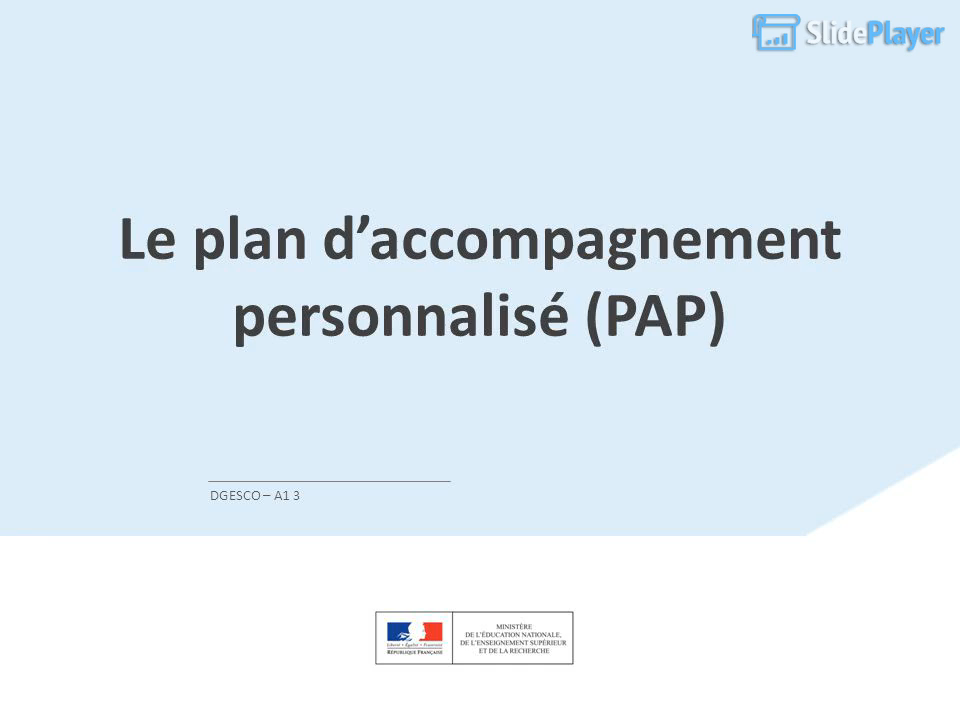 SlidePlayer
Le plan d’accompagnement
personnalisé (PAP)
DGESCO – A1 3
Liberté • Égalité • Fraternité
RÉPUBLIQUE FRANÇAISE
MINISTÈRE
DE L’ÉDUCATION NATIONALE,
DE L’ENSEIGNEMENT SUPÉRIEUR
ET DE LA RECHERCHE